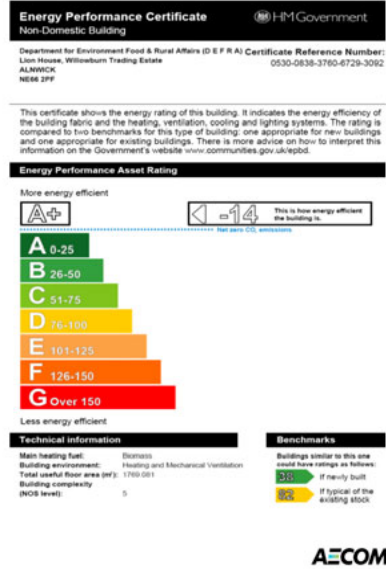 Energy Performance Certificate
HM Government
Non-Domestic Building
Department for Environment Food & Rural Affairs (D E F R A)
Lion House, Willowburn Trading Estate
ALNWICK
NE66 2PF
Certificate Reference Number:
0530-0838-3760-6729-3092
This certificate shows the energy rating of this building. It indicates the energy efficiency of
the building fabric and the heating, ventilation, cooling and lighting systems. The rating is
compared to two benchmarks for this type of building: one appropriate for new buildings
and one appropriate for existing buildings. There is more advice on how to interpret this
information on the Government's website www.communities.gov.uk/epbd.
Energy Performance Asset Rating
More energy efficient
A+
-14
This is how energy efficient
the building is.
Net zero CO₂ emissions
A 0-25
B 26-50
C 51-75
D 76-100
E 101-125
F 126-150
G Over 150
Less energy efficient
Technical information
Main heating fuel: Biomass
Building environment: Heating and Mechanical Ventilation
Total useful floor area (m²): 1769.081
Building complexity
(NOS level): 5
Benchmarks
Buildings similar to this one
could have ratings as follows:
If newly built
If typical of the
existing stock
AECOM